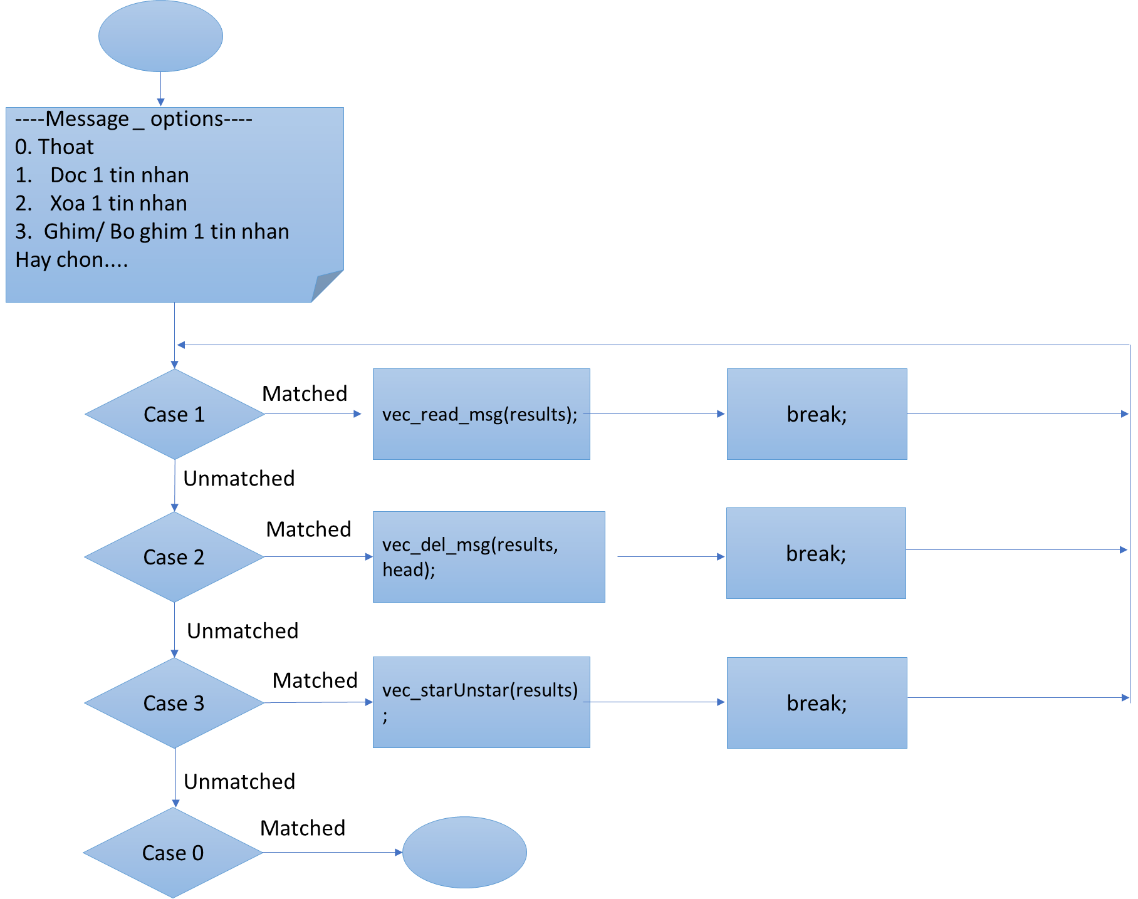 ----Message_ options----
0. Thoat
1. Doc 1 tin nhan
2. Xoa 1 tin nhan
3. Ghim/ Bo ghim 1 tin nhan
Hay chon....
Case 1
Matched
vec_read_msg(results);
break;
Unmatched
Case 2
Matched
vec_del_msg(results,
head);
break;
Unmatched
Case 3
Matched
vec_starUnstar(results)
;
break;
Unmatched
Case 0
Matched